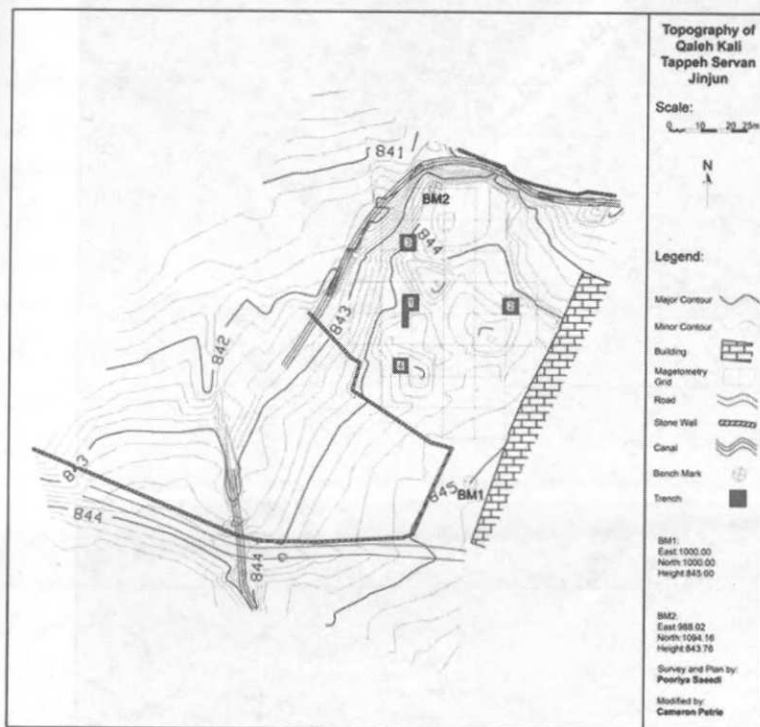 Topography of
Qaleh Kali
Tappeh Servan
Jinjun
Scale:
0 10 20 25m
N
Legend:
Major Contour
Minor Contour
Building
Magetometry
Grid
Road
Stone Wall
Canal
Bench Mark
Trench
BM1:
East:1000.00
North:1000.00
Height:845.00
BM2:
East:988.02
North:1094.16
Height:843.76
Survey and Plan by:
Pooriya Saeedi
Modified by:
Cameron Petrie
841
BM2
844
843
842
843
844
845
BM1
844